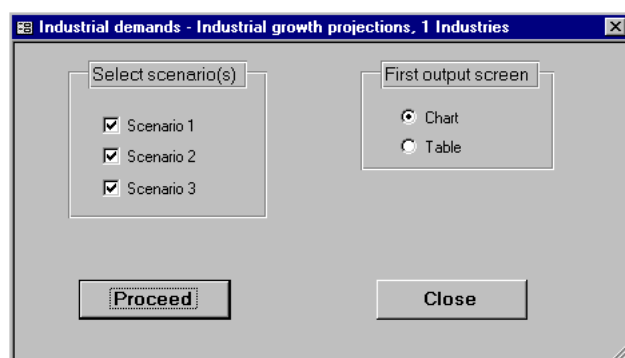 Industrial demands - Industrial growth projections, 1 Industries
Select scenario(s)
Scenario 1
Scenario 2
Scenario 3
First output screen
Chart
Table
Proceed
Close